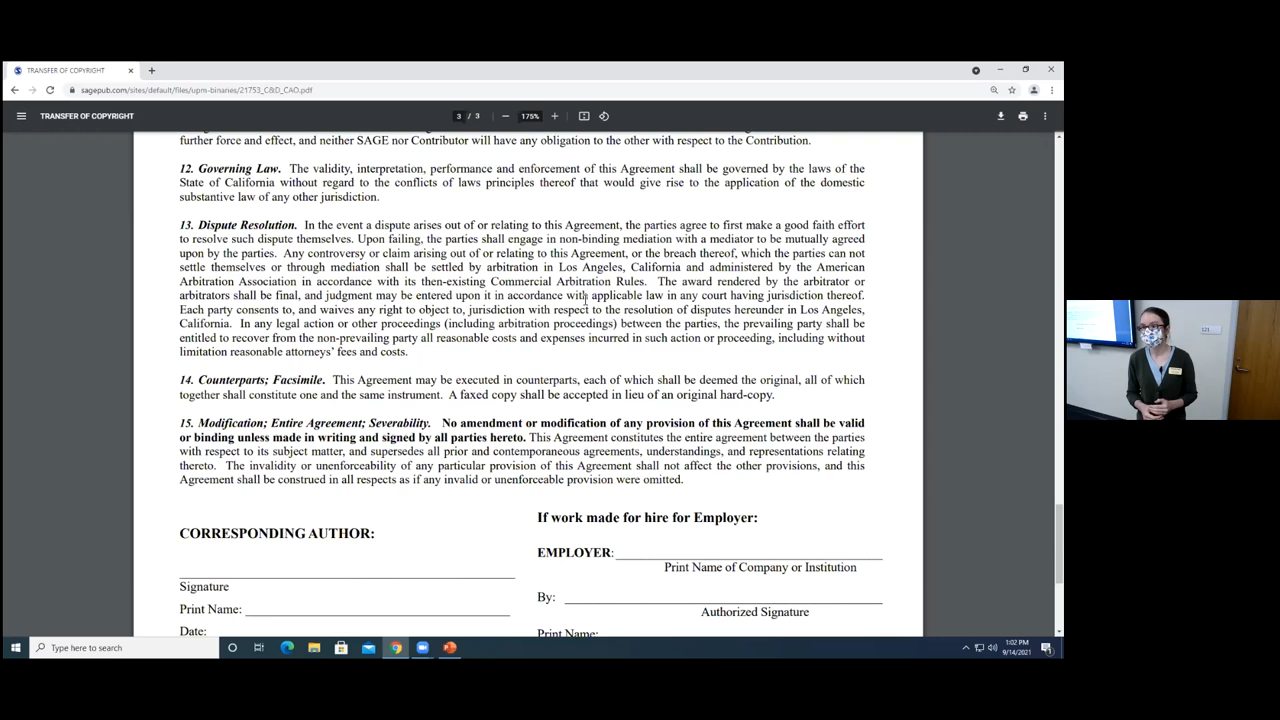 TRANSFER OF COPYRIGHT
sagepub.com/sites/default/files/upm-binaries/21753_C&D_CAO.pdf
TRANSFER OF COPYRIGHT
3 / 3
175%
further force and effect, and neither SAGE nor Contributor will have any obligation to the other with respect to the Contribution.
12. Governing Law. The validity, interpretation, performance and enforcement of this Agreement shall be governed by the laws of the
State of California without regard to the conflicts of laws principles thereof that would give rise to the application of the domestic
substantive law of any other jurisdiction.
13. Dispute Resolution. In the event a dispute arises out of or relating to this Agreement, the parties agree to first make a good faith effort
to resolve such dispute themselves. Upon failing, the parties shall engage in non-binding mediation with a mediator to be mutually agreed
upon by the parties. Any controversy or claim arising out of or relating to this Agreement, or the breach thereof, which the parties can not
settle themselves or through mediation shall be settled by arbitration in Los Angeles, California and administered by the American
Arbitration Association in accordance with its then-existing Commercial Arbitration Rules. The award rendered by the arbitrator or
arbitrators shall be final, and judgment may be entered upon it in accordance with applicable law in any court having jurisdiction thereof.
Each party consents to, and waives any right to object to, jurisdiction with respect to the resolution of disputes hereunder in Los Angeles,
California. In any legal action or other proceedings (including arbitration proceedings) between the parties, the prevailing party shall be
entitled to recover from the non-prevailing party all reasonable costs and expenses incurred in such action or proceeding, including without
limitation reasonable attorneys' fees and costs.
14. Counterparts; Facsimile. This Agreement may be executed in counterparts, each of which shall be deemed the original, all of which
together shall constitute one and the same instrument. A faxed copy shall be accepted in lieu of an original hard-copy.
15. Modification; Entire Agreement; Severability. No amendment or modification of any provision of this Agreement shall be valid
or binding unless made in writing and signed by all parties hereto. This Agreement constitutes the entire agreement between the parties
with respect to its subject matter, and supersedes all prior and contemporaneous agreements, understandings, and representations relating
thereto. The invalidity or unenforceability of any particular provision of this Agreement shall not affect the other provisions, and this
Agreement shall be construed in all respects as if any invalid or unenforceable provision were omitted.
CORRESPONDING AUTHOR:
Signature
Print Name:
Date:
If work made for hire for Employer:
EMPLOYER:
Print Name of Company or Institution
By:
Authorized Signature
Print Name:
Type here to search
1:02 PM
9/14/2021